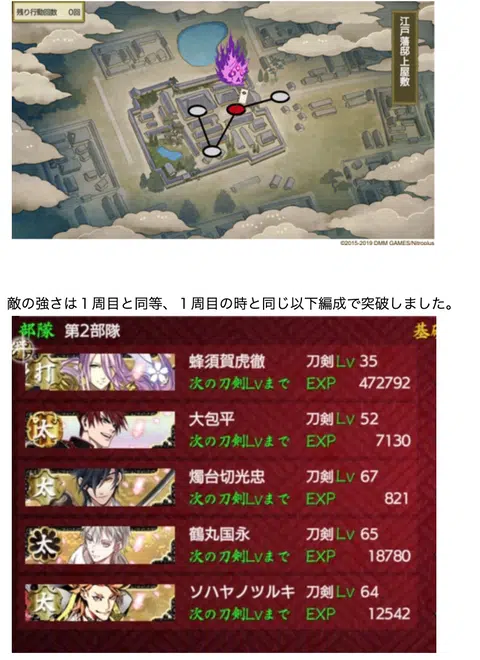 残り行動回数 0回
江戸藩邸上屋敷
©2015-2019 DMM GAMES/Nitroplus
敵の強さは１周目と同等、１周目の時と同じ以下編成で突破しました。
部隊 第2部隊
蜂須賀虎徹 刀剣Lv 35
次の刀剣Lvまで EXP 472792
打
大包平 刀剣Lv 52
次の刀剣Lvまで EXP 7130
太
燭台切光忠 刀剣Lv 67
次の刀剣Lvまで EXP 821
太
鶴丸国永 刀剣Lv 65
次の刀剣Lvまで EXP 18780
太
ソハヤノツルキ 刀剣Lv 64
次の刀剣Lvまで EXP 12542
太